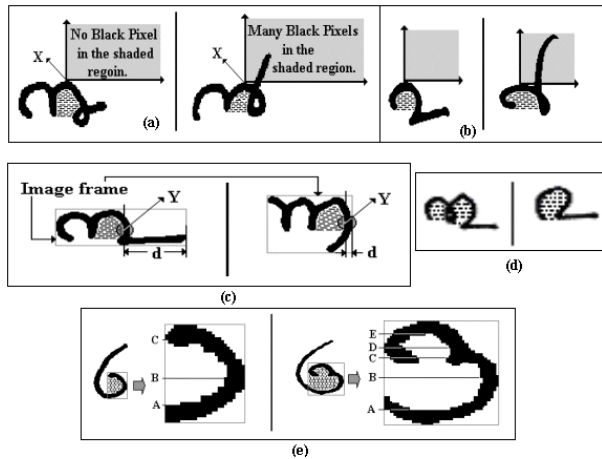 No Black Pixel
in the shaded
regoin.
X
(a)
Many Black Pixels
in the
shaded region.
X
(b)
Image frame
Y
d
Y
d
(c)
(d)
C
B
A
E
D
C
B
A
(e)